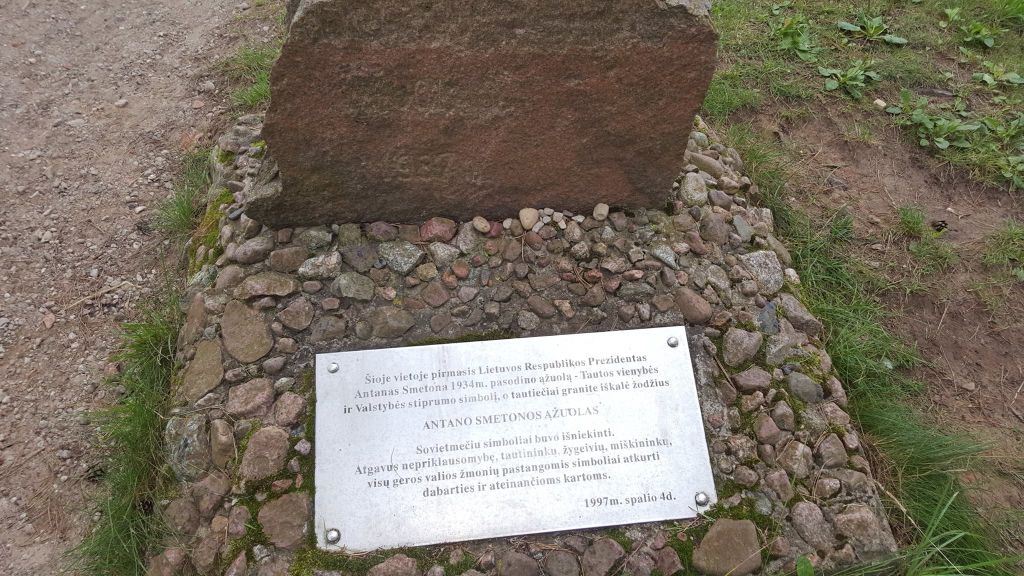 Šioje vietoje pirmasis Lietuvos Respublikos Prezidentas
Antanas Smetona 1934m. pasodino ąžuolą - Tautos vienybės
ir Valstybės stiprumo simbolį, o tautiečiai granite iškalė žodžius
ANTANO SMETONOS ĄŽUOLAS
Sovietmečiu simboliai buvo išniekinti.
Atgavus nepriklausomybę, tautininkų, žygeivių, miškininkų,
visų geros valios žmonių pastangomis simboliai atkurti
dabarties ir ateinančioms kartoms.
1997m. spalio 4d.